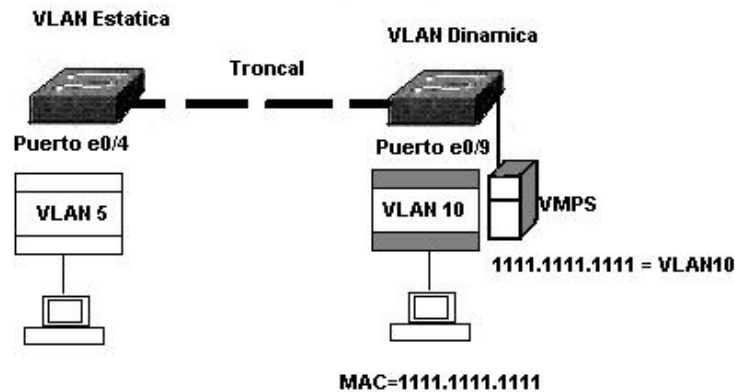 VLAN Estatica
VLAN Dinamica
Troncal
Puerto e0/4
Puerto e0/9
VLAN 5
VLAN 10
VMPS
1111.1111.1111 = VLAN10
MAC=1111.1111.1111